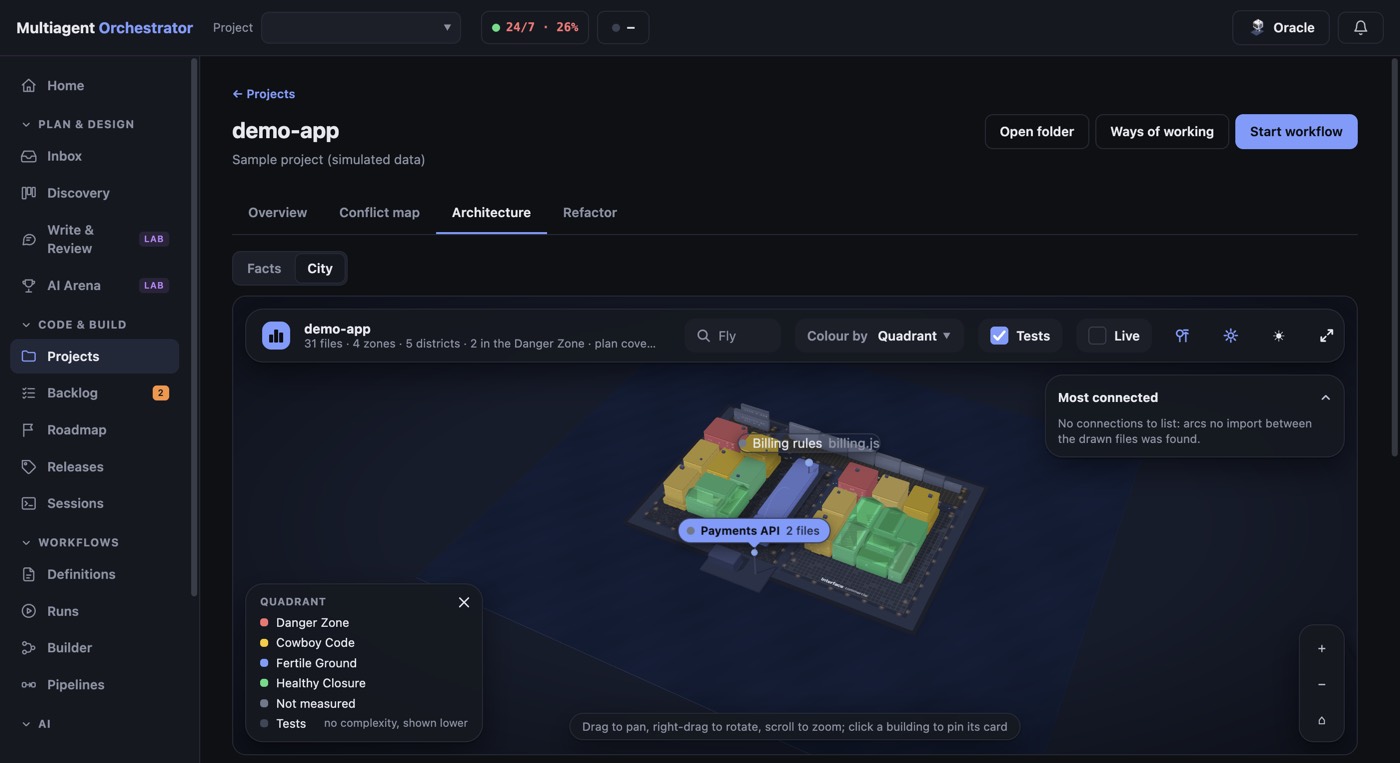 Multiagent Orchestrator
Project
24/7 · 26%
–
Oracle
Home
PLAN & DESIGN
Inbox
Discovery
Write &
Review
LAB
AI Arena
LAB
CODE & BUILD
Projects
Backlog
2
Roadmap
Releases
Sessions
WORKFLOWS
Definitions
Runs
Builder
Pipelines
AI
← Projects
demo-app
Sample project (simulated data)
Open folder
Ways of working
Start workflow
Overview
Conflict map
Architecture
Refactor
Facts
City
demo-app
31 files · 4 zones · 5 districts · 2 in the Danger Zone · plan cove...
Fly
Colour by Quadrant
Tests
Live
Most connected
No connections to list: arcs no import between
the drawn files was found.
Billing rules billing.js
Payments API 2 files
Interface
QUADRANT
Danger Zone
Cowboy Code
Fertile Ground
Healthy Closure
Not measured
Tests no complexity, shown lower
Drag to pan, right-drag to rotate, scroll to zoom; click a building to pin its card
+
−